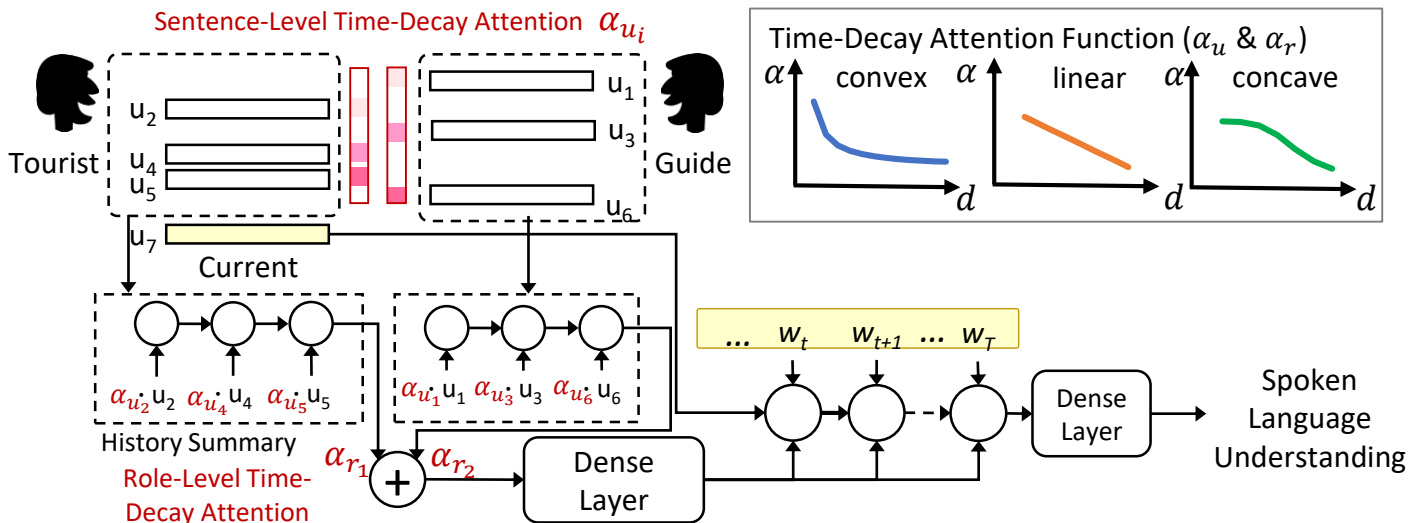 Sentence-Level Time-Decay Attention α_{u_i}
Tourist
u_2
u_4
u_5
u_7
Current
u_1
u_3
u_6
Guide
Time-Decay Attention Function (α_u & α_r)
α convex d
α linear d
α concave d
α_{u_2}· u_2 α_{u_4}· u_4 α_{u_5}· u_5
History Summary
α_{u_1}· u_1 α_{u_3}· u_3 α_{u_6}· u_6
Role-Level Time-
Decay Attention
α_{r_1} + α_{r_2}
Dense
Layer
... w_t w_{t+1} ... w_T
Dense
Layer
Spoken
Language
Understanding